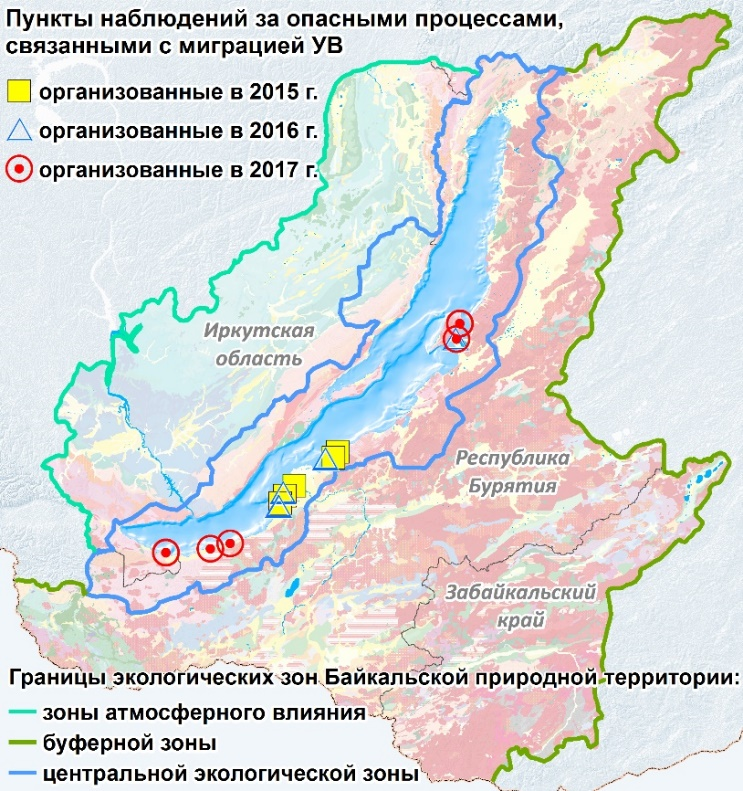 Пункты наблюдений за опасными процессами,
связанными с миграцией УВ
организованные в 2015 г.
организованные в 2016 г.
организованные в 2017 г.
Иркутская
область
Республика
Бурятия
Забайкальский
край
Границы экологических зон Байкальской природной территории:
зоны атмосферного влияния
буферной зоны
центральной экологической зоны